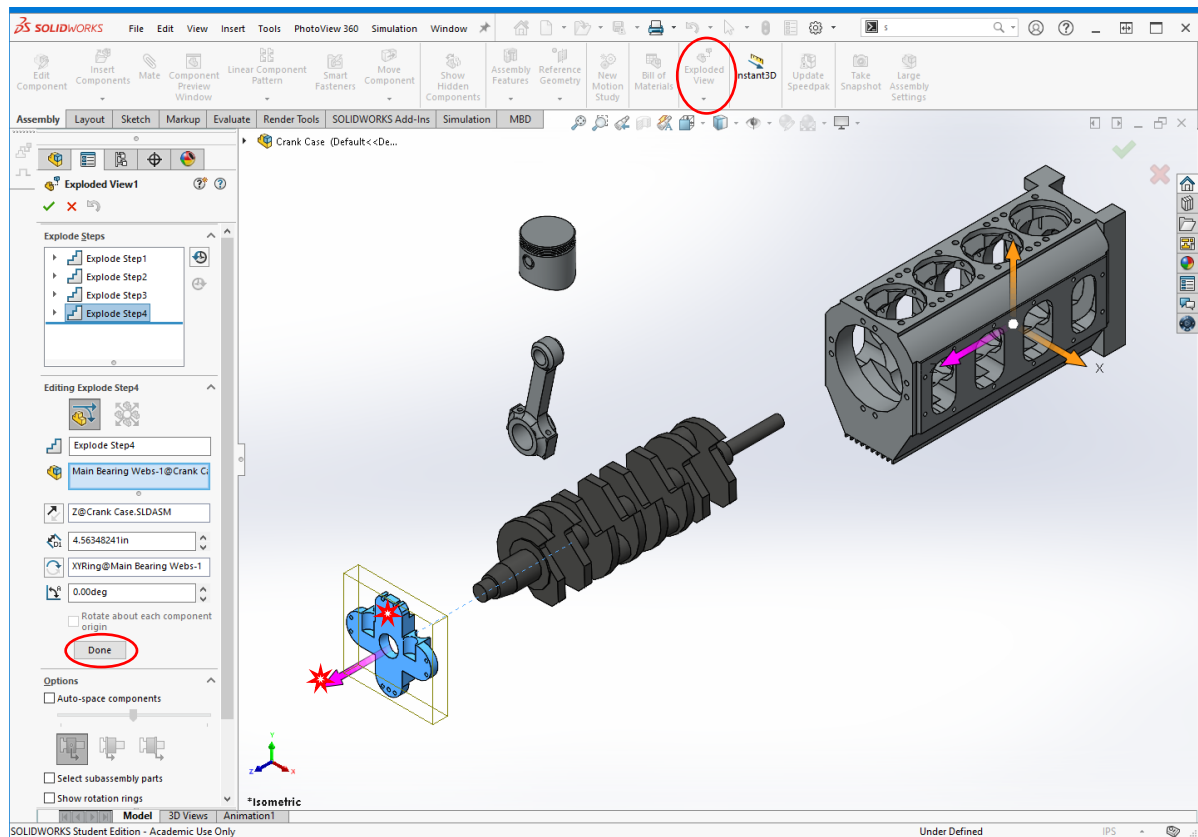 SOLIDWORKS File Edit View Insert Tools PhotoView 360 Simulation Window s
Edit Component
Insert Components
Mate
Component Preview Window
Linear Component Pattern
Smart Fasteners
Move Component
Show Hidden Components
Assembly Features
Reference Geometry
New Motion Study
Bill of Materials
Exploded View
Instant3D
Update Speedpak
Take Snapshot
Large Assembly Settings
Assembly Layout Sketch Markup Evaluate Render Tools SOLIDWORKS Add-Ins Simulation MBD
Crank Case (Default<<De...
Exploded View1
Explode Steps
Explode Step1
Explode Step2
Explode Step3
Explode Step4
Editing Explode Step4
Explode Step4
Main Bearing Webs-1@Crank Ca
Z@Crank Case.SLDASM
D1 4.56348241in
XYRing@Main Bearing Webs-1
0.00deg
Rotate about each component
origin
Done
Options
Auto-space components
Select subassembly parts
Show rotation rings
X
Y
Z X
*Isometric
Model 3D Views Animation1
SOLIDWORKS Student Edition - Academic Use Only Under Defined IPS